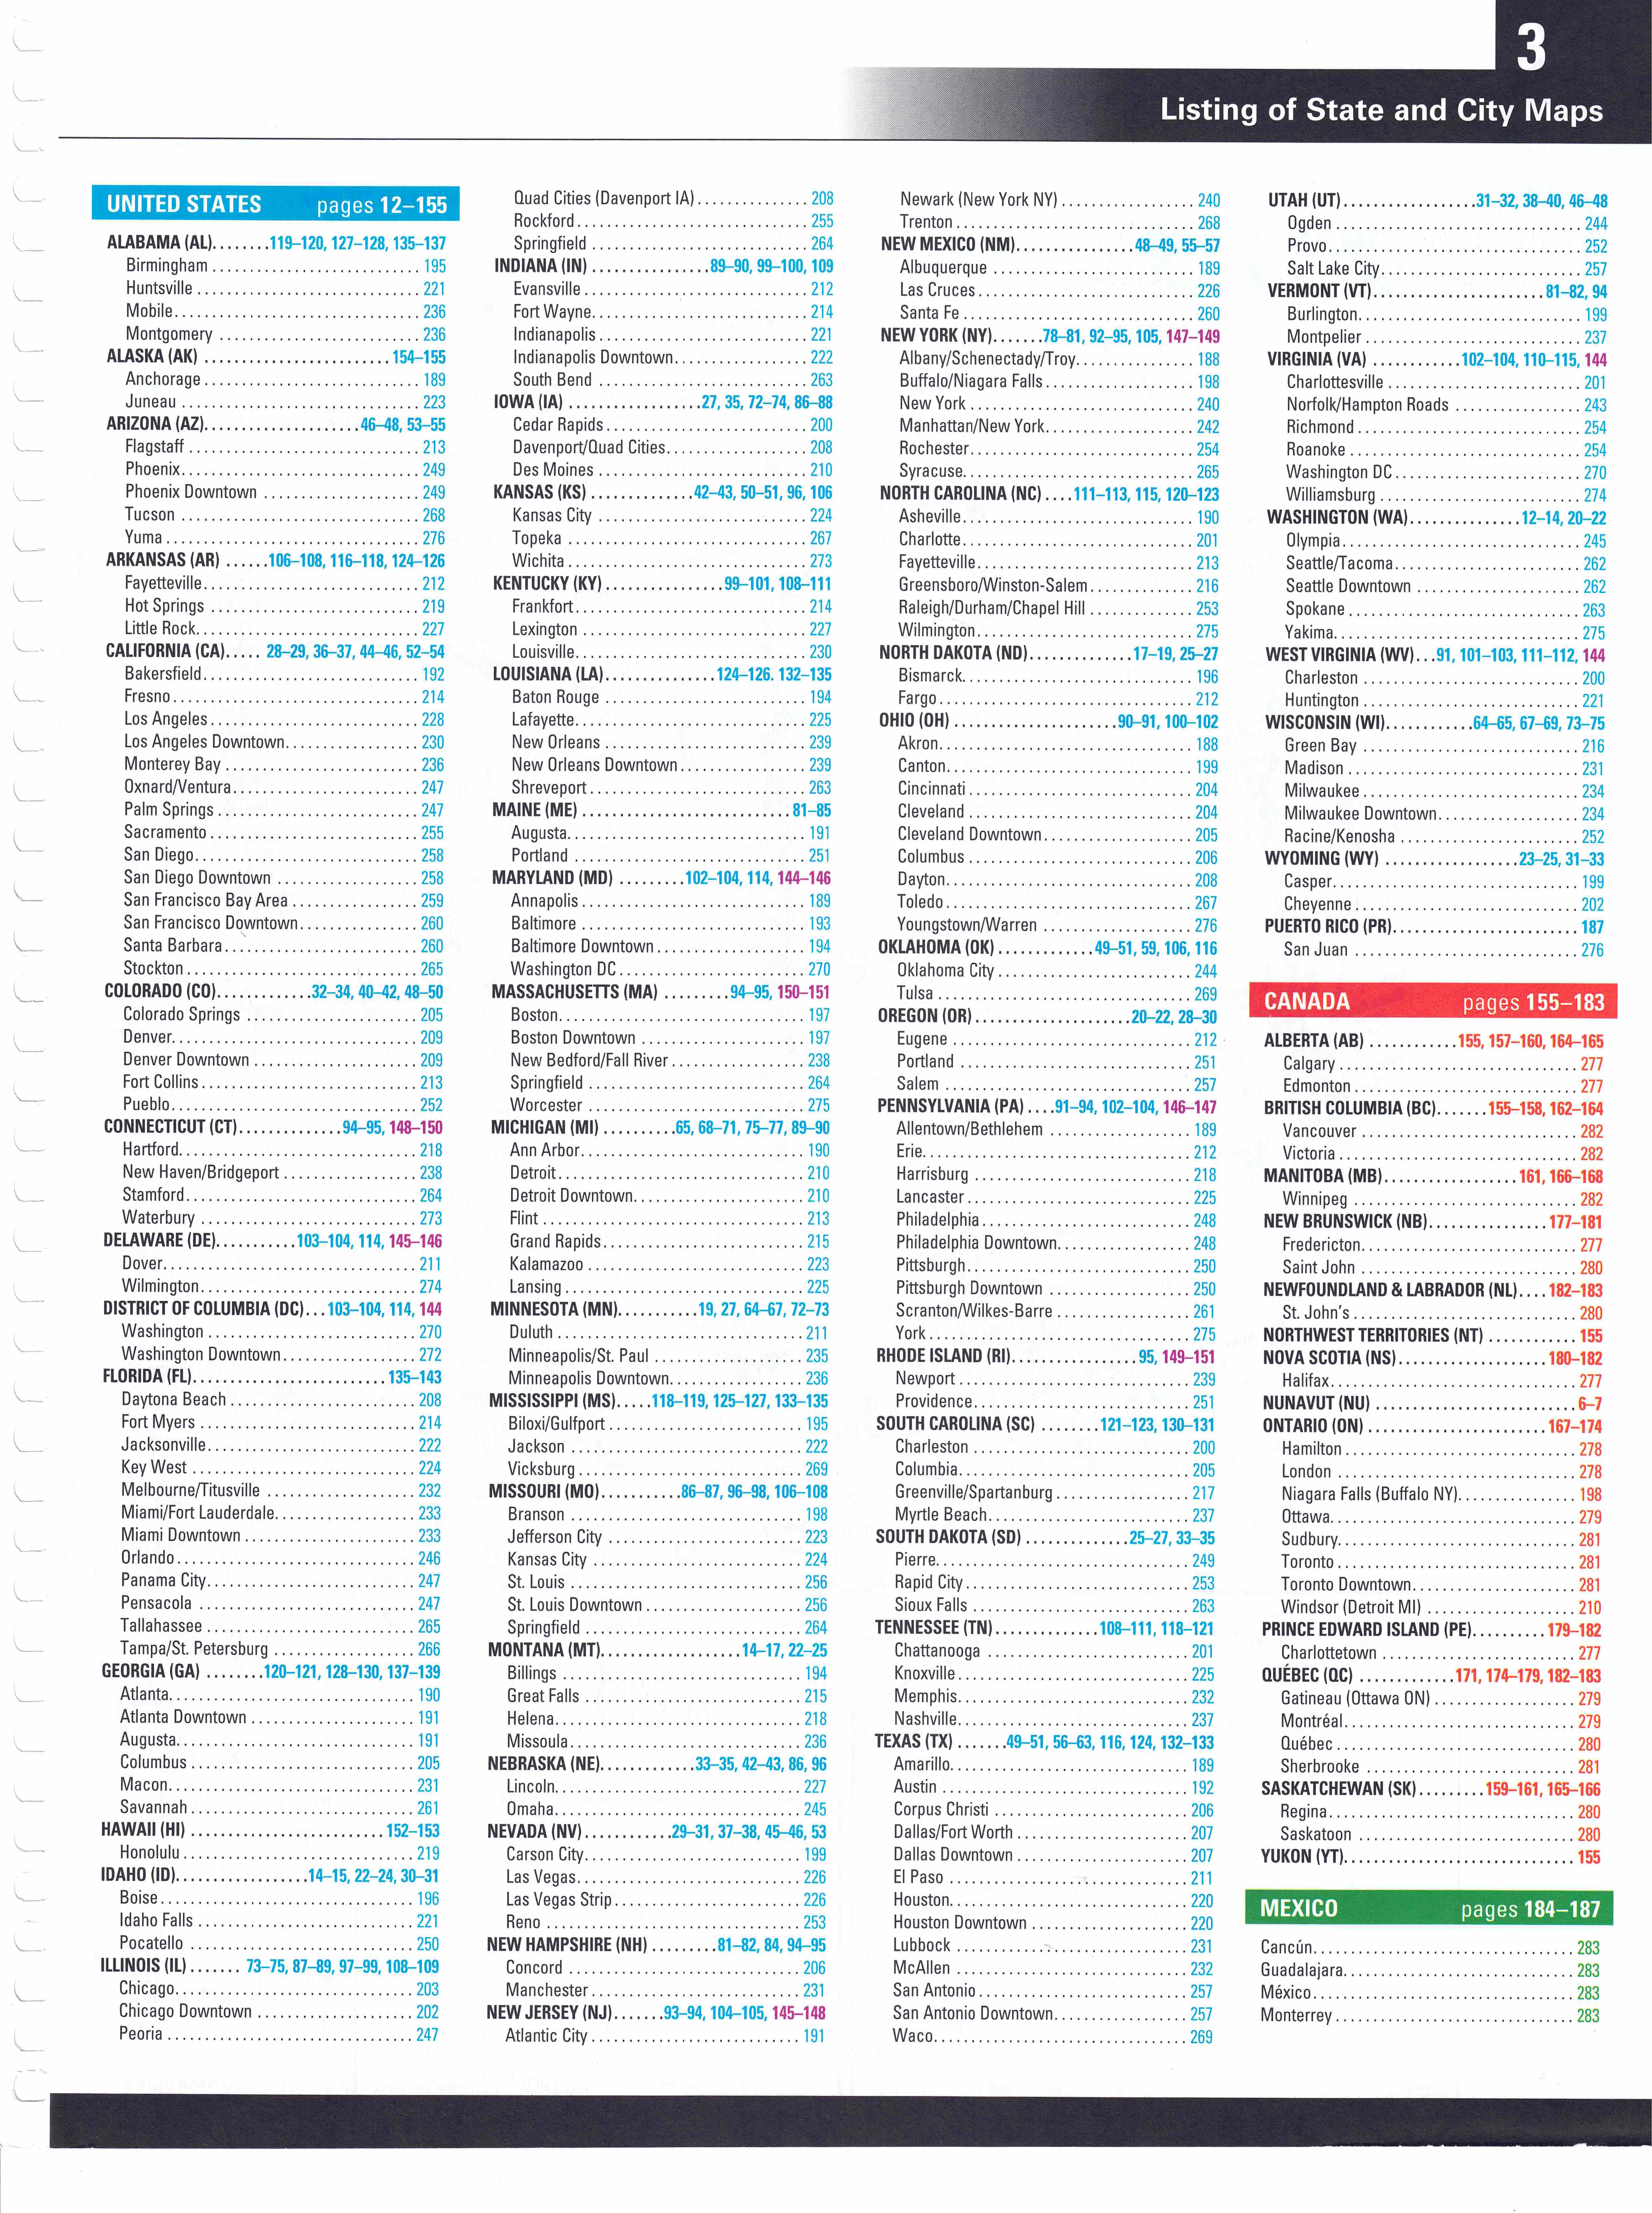 3
Listing of State and City Maps
UNITED STATES pages 12–155
ALABAMA (AL)........119–120, 127–128, 135–137
Birmingham ............................ 195
Huntsville .............................. 221
Mobile................................. 236
Montgomery ........................... 236
ALASKA (AK) ........................ 154–155
Anchorage ............................. 189
Juneau ................................ 223
ARIZONA (AZ).....................46–48, 53–55
Flagstaff ............................... 213
Phoenix................................ 249
Phoenix Downtown ..................... 249
Tucson ................................ 268
Yuma .................................. 276
ARKANSAS (AR) ......106–108, 116–118, 124–126
Fayetteville............................. 212
Hot Springs ............................ 219
Little Rock.............................. 227
CALIFORNIA (CA)..... 28–29, 36–37, 44–46, 52–54
Bakersfield............................. 192
Fresno ................................. 214
Los Angeles............................ 228
Los Angeles Downtown.................. 230
Monterey Bay .......................... 236
Oxnard/Ventura......................... 247
Palm Springs ........................... 247
Sacramento ............................ 255
San Diego.............................. 258
San Diego Downtown ................... 258
San Francisco Bay Area ................. 259
San Francisco Downtown................ 260
Santa Barbara.......................... 260
Stockton ............................... 265
COLORADO (CO).............32–34, 40–42, 48–50
Colorado Springs ....................... 205
Denver................................. 209
Denver Downtown ...................... 209
Fort Collins............................. 213
Pueblo................................. 252
CONNECTICUT (CT)..............94–95, 148–150
Hartford................................ 218
New Haven/Bridgeport .................. 238
Stamford............................... 264
Waterbury ............................. 273
DELAWARE (DE)...........103–104, 114, 145–146
Dover.................................. 211
Wilmington............................. 274
DISTRICT OF COLUMBIA (DC)...103–104, 114, 144
Washington ............................ 270
Washington Downtown.................. 272
FLORIDA (FL).......................... 135–143
Daytona Beach ......................... 208
Fort Myers ............................. 214
Jacksonville............................ 222
Key West .............................. 224
Melbourne/Titusville .................... 232
Miami/Fort Lauderdale................... 233
Miami Downtown ....................... 233
Orlando................................ 246
Panama City............................ 247
Pensacola ............................. 247
Tallahassee ............................ 265
Tampa/St. Petersburg ................... 266
GEORGIA (GA) ........120–121, 128–130, 137–139
Atlanta................................. 190
Atlanta Downtown ...................... 191
Augusta................................ 191
Columbus .............................. 205
Macon................................. 231
Savannah .............................. 261
HAWAII (HI) ......................... 152–153
Honolulu ............................... 219
IDAHO (ID)..................14–15, 22–24, 30–31
Boise.................................. 196
Idaho Falls ............................. 221
Pocatello .............................. 250
ILLINOIS (IL) ....... 73–75, 87–89, 97–99, 108–109
Chicago................................ 203
Chicago Downtown ..................... 202
Peoria ................................. 247
Quad Cities (Davenport IA)............... 208
Rockford............................... 255
Springfield ............................. 264
INDIANA (IN) ................89–90, 99–100, 109
Evansville.............................. 212
Fort Wayne............................. 214
Indianapolis............................ 221
Indianapolis Downtown.................. 222
South Bend ............................ 263
IOWA (IA) ..................27, 35, 72–74, 86–88
Cedar Rapids........................... 200
Davenport/Quad Cities................... 208
Des Moines ............................ 210
KANSAS (KS) ..............42–43, 50–51, 96, 106
Kansas City ............................ 224
Topeka ................................ 267
Wichita ................................ 273
KENTUCKY (KY) ................99–101, 108–111
Frankfort............................... 214
Lexington .............................. 227
Louisville............................... 230
LOUISIANA (LA)...............124–126. 132–135
Baton Rouge ........................... 194
Lafayette............................... 225
New Orleans ........................... 239
New Orleans Downtown................. 239
Shreveport............................. 263
MAINE (ME) ............................ 81–85
Augusta................................ 191
Portland ............................... 251
MARYLAND (MD) .........102–104, 114, 144–146
Annapolis.............................. 189
Baltimore .............................. 193
Baltimore Downtown .................... 194
Washington DC......................... 270
MASSACHUSETTS (MA) .........94–95, 150–151
Boston................................. 197
Boston Downtown ...................... 197
New Bedford/Fall River.................. 238
Springfield ............................. 264
Worcester ............................. 275
MICHIGAN (MI) ..........65, 68–71, 75–77, 89–90
Ann Arbor.............................. 190
Detroit................................. 210
Detroit Downtown....................... 210
Flint ................................... 213
Grand Rapids........................... 215
Kalamazoo ............................. 223
Lansing................................ 225
MINNESOTA (MN)...........19, 27, 64–67, 72–73
Duluth ................................. 211
Minneapolis/St. Paul .................... 235
Minneapolis Downtown.................. 236
MISSISSIPPI (MS).....118–119, 125–127, 133–135
Biloxi/Gulfport .......................... 195
Jackson ............................... 222
Vicksburg.............................. 269
MISSOURI (MO)...........86–87, 96–98, 106–108
Branson ............................... 198
Jefferson City .......................... 223
Kansas City ............................ 224
St. Louis ............................... 256
St. Louis Downtown ..................... 256
Springfield ............................. 264
MONTANA (MT)...................14–17, 22–25
Billings ................................ 194
Great Falls ............................. 215
Helena................................. 218
Missoula............................... 236
NEBRASKA (NE).............33–35, 42–43, 86, 96
Lincoln................................. 227
Omaha................................. 245
NEVADA (NV)............29–31, 37–38, 45–46, 53
Carson City............................. 199
Las Vegas.............................. 226
Las Vegas Strip......................... 226
Reno .................................. 253
NEW HAMPSHIRE (NH) .........81–82, 84, 94–95
Concord ............................... 206
Manchester............................ 231
NEW JERSEY (NJ).......93–94, 104–105, 145–148
Atlantic City ............................ 191
Newark (New York NY) .................. 240
Trenton ................................ 268
NEW MEXICO (NM)................48–49, 55–57
Albuquerque ........................... 189
Las Cruces............................. 226
Santa Fe ............................... 260
NEW YORK (NY).......78–81, 92–95, 105, 147–149
Albany/Schenectady/Troy................ 188
Buffalo/Niagara Falls.................... 198
New York .............................. 240
Manhattan/New York.................... 242
Rochester.............................. 254
Syracuse............................... 265
NORTH CAROLINA (NC) ....111–113, 115, 120–123
Asheville............................... 190
Charlotte............................... 201
Fayetteville............................. 213
Greensboro/Winston-Salem.............. 216
Raleigh/Durham/Chapel Hill .............. 253
Wilmington............................. 275
NORTH DAKOTA (ND)..............17–19, 25–27
Bismarck............................... 196
Fargo.................................. 212
OHIO (OH) ......................90–91, 100–102
Akron.................................. 188
Canton................................. 199
Cincinnati .............................. 204
Cleveland .............................. 204
Cleveland Downtown.................... 205
Columbus .............................. 206
Dayton................................. 208
Toledo ................................. 267
Youngstown/Warren .................... 276
OKLAHOMA (OK) .............49–51, 59, 106, 116
Oklahoma City .......................... 244
Tulsa .................................. 269
OREGON (OR).....................20–22, 28–30
Eugene ................................ 212
Portland ............................... 251
Salem ................................. 257
PENNSYLVANIA (PA) ....91–94, 102–104, 146–147
Allentown/Bethlehem ................... 189
Erie.................................... 212
Harrisburg ............................. 218
Lancaster .............................. 225
Philadelphia............................ 248
Philadelphia Downtown.................. 248
Pittsburgh.............................. 250
Pittsburgh Downtown ................... 250
Scranton/Wilkes-Barre .................. 261
York ................................... 275
RHODE ISLAND (RI).................95, 149–151
Newport ............................... 239
Providence............................. 251
SOUTH CAROLINA (SC) ........121–123, 130–131
Charleston ............................. 200
Columbia............................... 205
Greenville/Spartanburg.................. 217
Myrtle Beach........................... 237
SOUTH DAKOTA (SD) ..............25–27, 33–35
Pierre.................................. 249
Rapid City .............................. 253
Sioux Falls ............................. 263
TENNESSEE (TN)..............108–111, 118–121
Chattanooga ........................... 201
Knoxville............................... 225
Memphis............................... 232
Nashville............................... 237
TEXAS (TX) .......49–51, 56–63, 116, 124, 132–133
Amarillo................................ 189
Austin ................................. 192
Corpus Christi .......................... 206
Dallas/Fort Worth ....................... 207
Dallas Downtown ....................... 207
El Paso ................................ 211
Houston................................ 220
Houston Downtown ..................... 220
Lubbock ............................... 231
McAllen ............................... 232
San Antonio ............................ 257
San Antonio Downtown.................. 257
Waco.................................. 269
UTAH (UT)..................31–32, 38–40, 46–48
Ogden ................................. 244
Provo.................................. 252
Salt Lake City........................... 257
VERMONT (VT)......................81–82, 94
Burlington.............................. 199
Montpelier ............................. 237
VIRGINIA (VA) ............102–104, 110–115, 144
Charlottesville .......................... 201
Norfolk/Hampton Roads ................. 243
Richmond .............................. 254
Roanoke ............................... 254
Washington DC......................... 270
Williamsburg ........................... 274
WASHINGTON (WA)...............12–14, 20–22
Olympia................................ 245
Seattle/Tacoma......................... 262
Seattle Downtown ...................... 262
Spokane ............................... 263
Yakima................................. 275
WEST VIRGINIA (WV)...91, 101–103, 111–112, 144
Charleston ............................. 200
Huntington ............................. 221
WISCONSIN (WI)............64–65, 67–69, 73–75
Green Bay ............................. 216
Madison ............................... 231
Milwaukee ............................. 234
Milwaukee Downtown................... 234
Racine/Kenosha ........................ 252
WYOMING (WY) ..................23–25, 31–33
Casper................................. 199
Cheyenne .............................. 202
PUERTO RICO (PR)......................... 187
San Juan .............................. 276
CANADA pages 155–183
ALBERTA (AB) ............155, 157–160, 164–165
Calgary ................................ 277
Edmonton .............................. 277
BRITISH COLUMBIA (BC).......155–158, 162–164
Vancouver ............................. 282
Victoria ................................ 282
MANITOBA (MB)..................161, 166–168
Winnipeg .............................. 282
NEW BRUNSWICK (NB)................177–181
Fredericton............................. 277
Saint John ............................. 280
NEWFOUNDLAND & LABRADOR (NL)....182–183
St. John's .............................. 280
NORTHWEST TERRITORIES (NT) ............ 155
NOVA SCOTIA (NS).................... 180–182
Halifax................................. 277
NUNAVUT (NU) ........................... 6–7
ONTARIO (ON) ........................ 167–174
Hamilton ............................... 278
London ................................ 278
Niagara Falls (Buffalo NY)................ 198
Ottawa................................. 279
Sudbury................................ 281
Toronto ................................ 281
Toronto Downtown...................... 281
Windsor (Detroit MI) .................... 210
PRINCE EDWARD ISLAND (PE)..........179–182
Charlottetown .......................... 277
QUÉBEC (QC) .............171, 174–179, 182–183
Gatineau (Ottawa ON)................... 279
Montréal............................... 279
Québec ................................ 280
Sherbrooke ............................ 281
SASKATCHEWAN (SK).........159–161, 165–166
Regina................................. 280
Saskatoon ............................. 280
YUKON (YT)............................... 155
MEXICO pages 184–187
Cancún................................... 283
Guadalajara............................... 283
México................................... 283
Monterrey ................................ 283